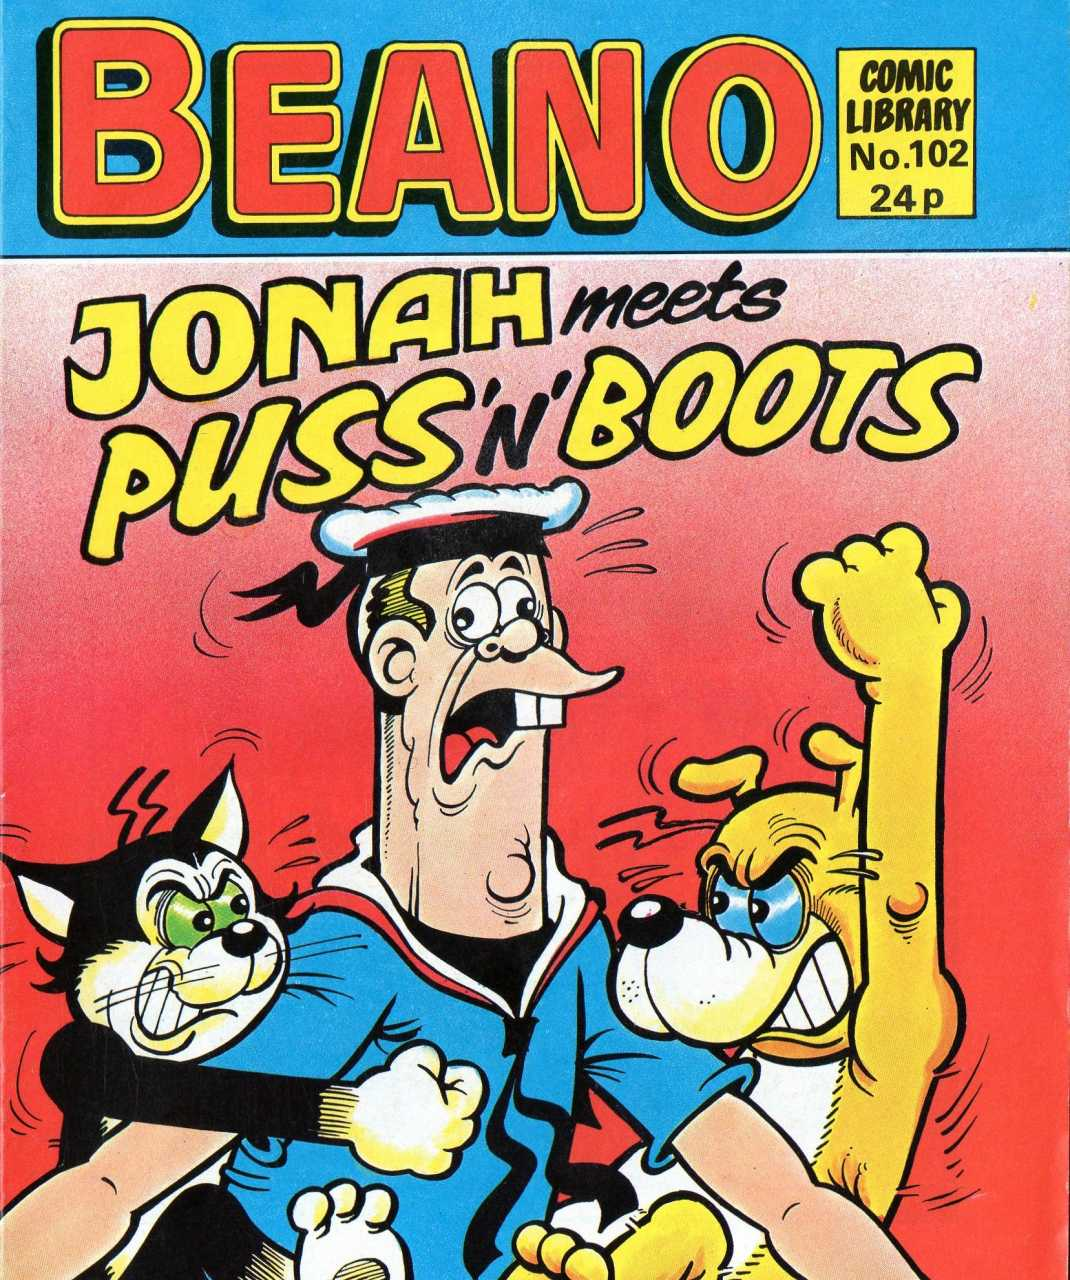 BEANO
COMIC
LIBRARY
No.102
24p
JONAH meets
PUSS 'N' BOOTS